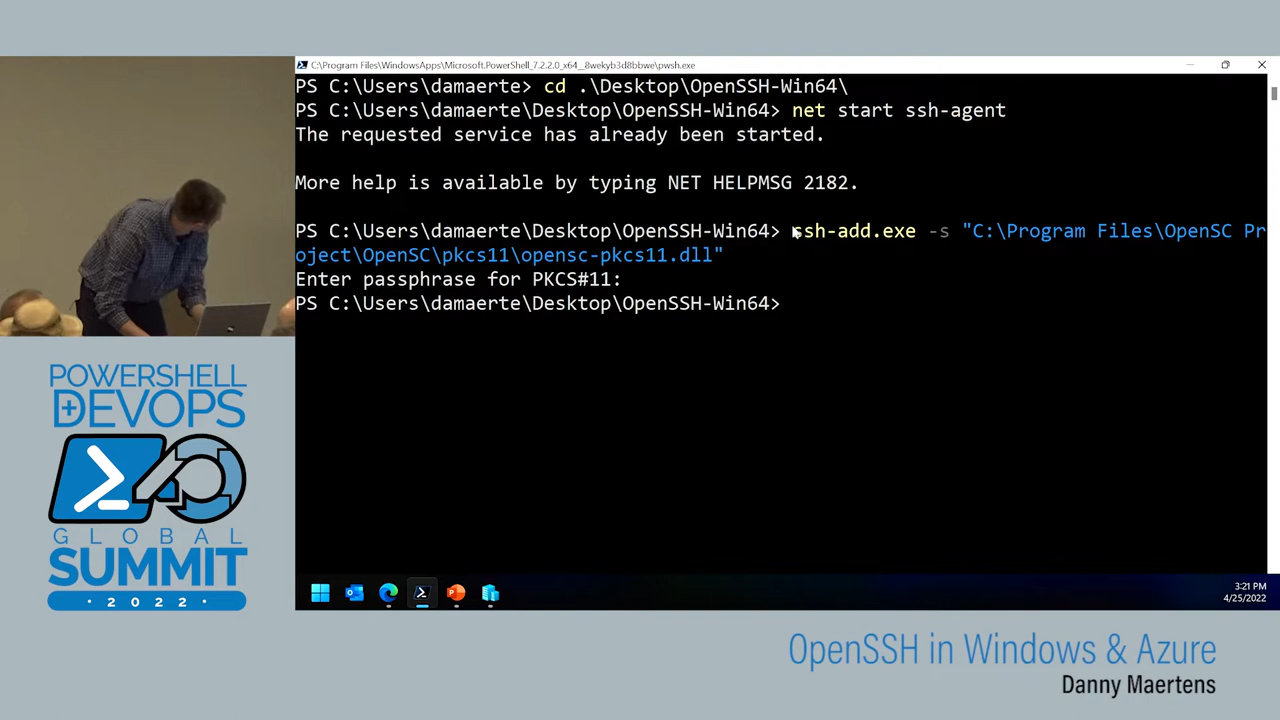 C:\Program Files\WindowsApps\Microsoft.PowerShell_7.2.2.0_x64__8wekyb3d8bbwe\pwsh.exe
PS C:\Users\damaerte> cd .\Desktop\OpenSSH-Win64\
PS C:\Users\damaerte\Desktop\OpenSSH-Win64> net start ssh-agent
The requested service has already been started.
More help is available by typing NET HELPMSG 2182.
PS C:\Users\damaerte\Desktop\OpenSSH-Win64> ssh-add.exe -s "C:\Program Files\OpenSC Pr
oject\OpenSC\pkcs11\opensc-pkcs11.dll"
Enter passphrase for PKCS#11:
PS C:\Users\damaerte\Desktop\OpenSSH-Win64>
3:21 PM
4/25/2022
POWERSHELL
+ DEVOPS
GLOBAL
SUMMIT
· 2022 ·
OpenSSH in Windows & Azure
Danny Maertens